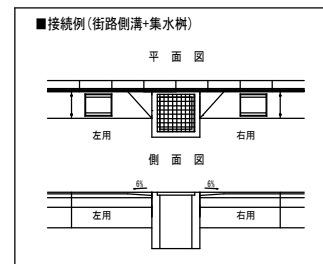 ■接続例(街路側溝+集水桝)
平 面 図
左用 右用
側 面 図
6% 6%
左用 右用